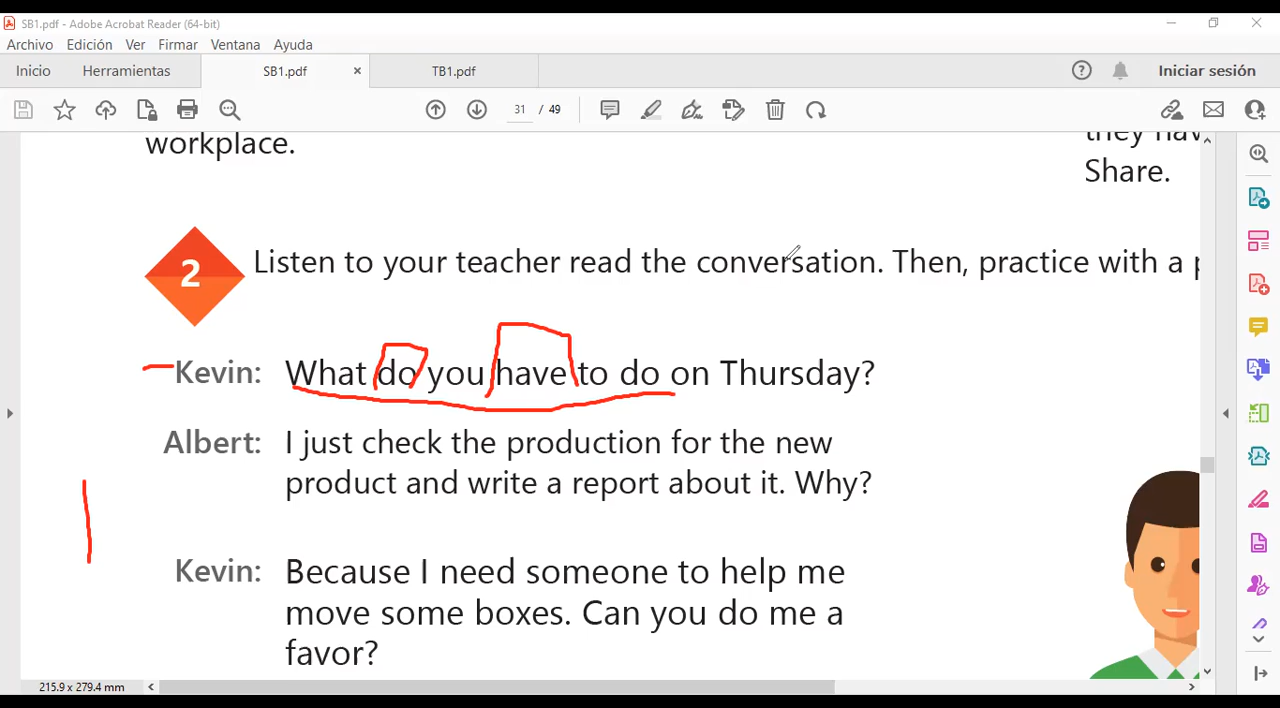 SB1.pdf - Adobe Acrobat Reader (64-bit)
Archivo Edición Ver Firmar Ventana Ayuda
Inicio Herramientas SB1.pdf × TB1.pdf Iniciar sesión
31 / 49
workplace.
they hav
Share.
2 Listen to your teacher read the conversation. Then, practice with a p
Kevin: What do you have to do on Thursday?
Albert: I just check the production for the new
product and write a report about it. Why?
Kevin: Because I need someone to help me
move some boxes. Can you do me a
favor?
215.9 x 279.4 mm